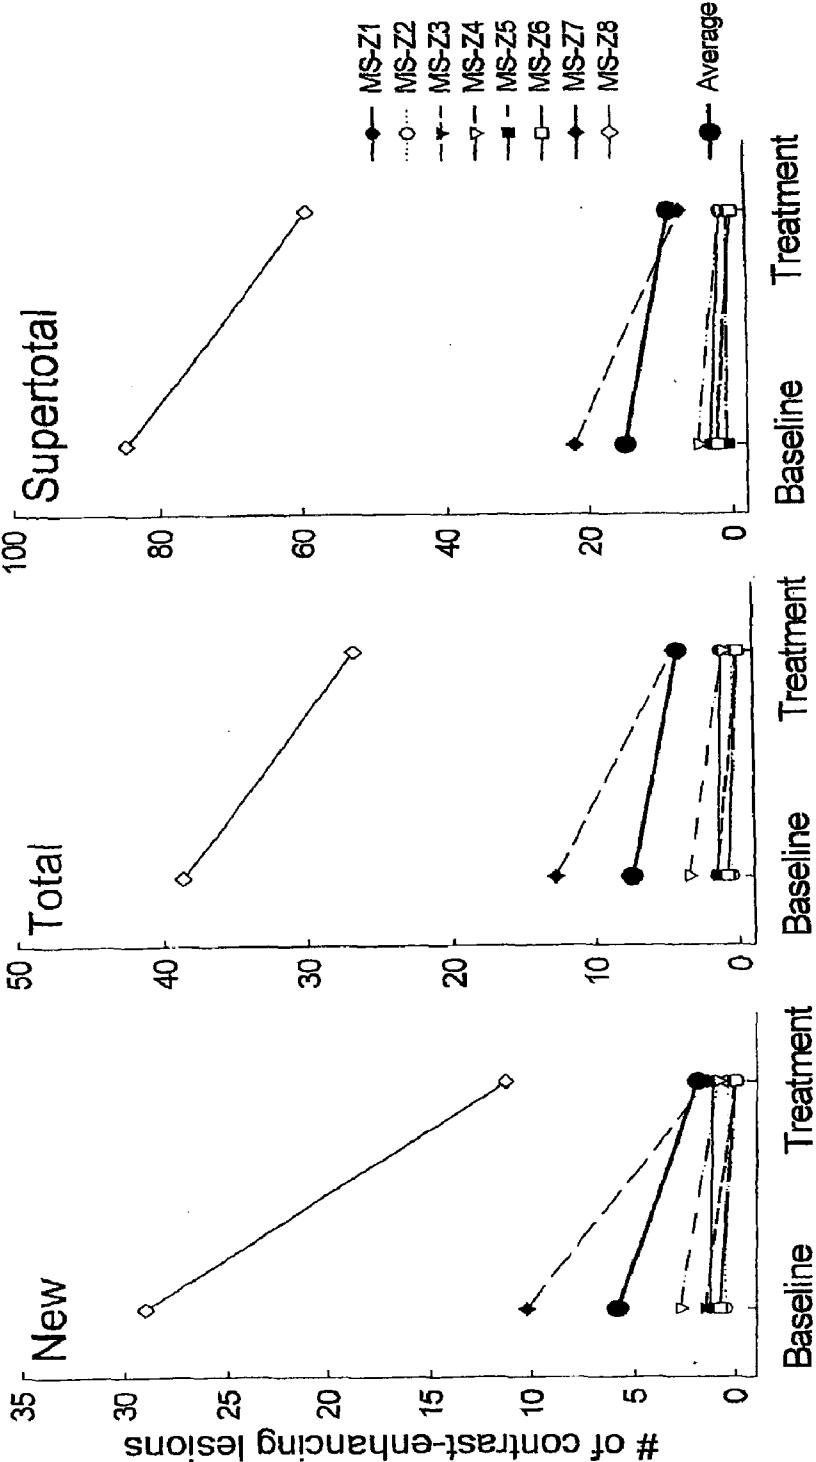 New
Total
Supertotal
# of contrast-enhancing lesions
35
30
25
20
15
10
5
0
Baseline
Treatment
50
40
30
20
10
0
Baseline
Treatment
100
80
60
40
20
0
Baseline
Treatment
MS-Z1
MS-Z2
MS-Z3
MS-Z4
MS-Z5
MS-Z6
MS-Z7
MS-Z8
Average